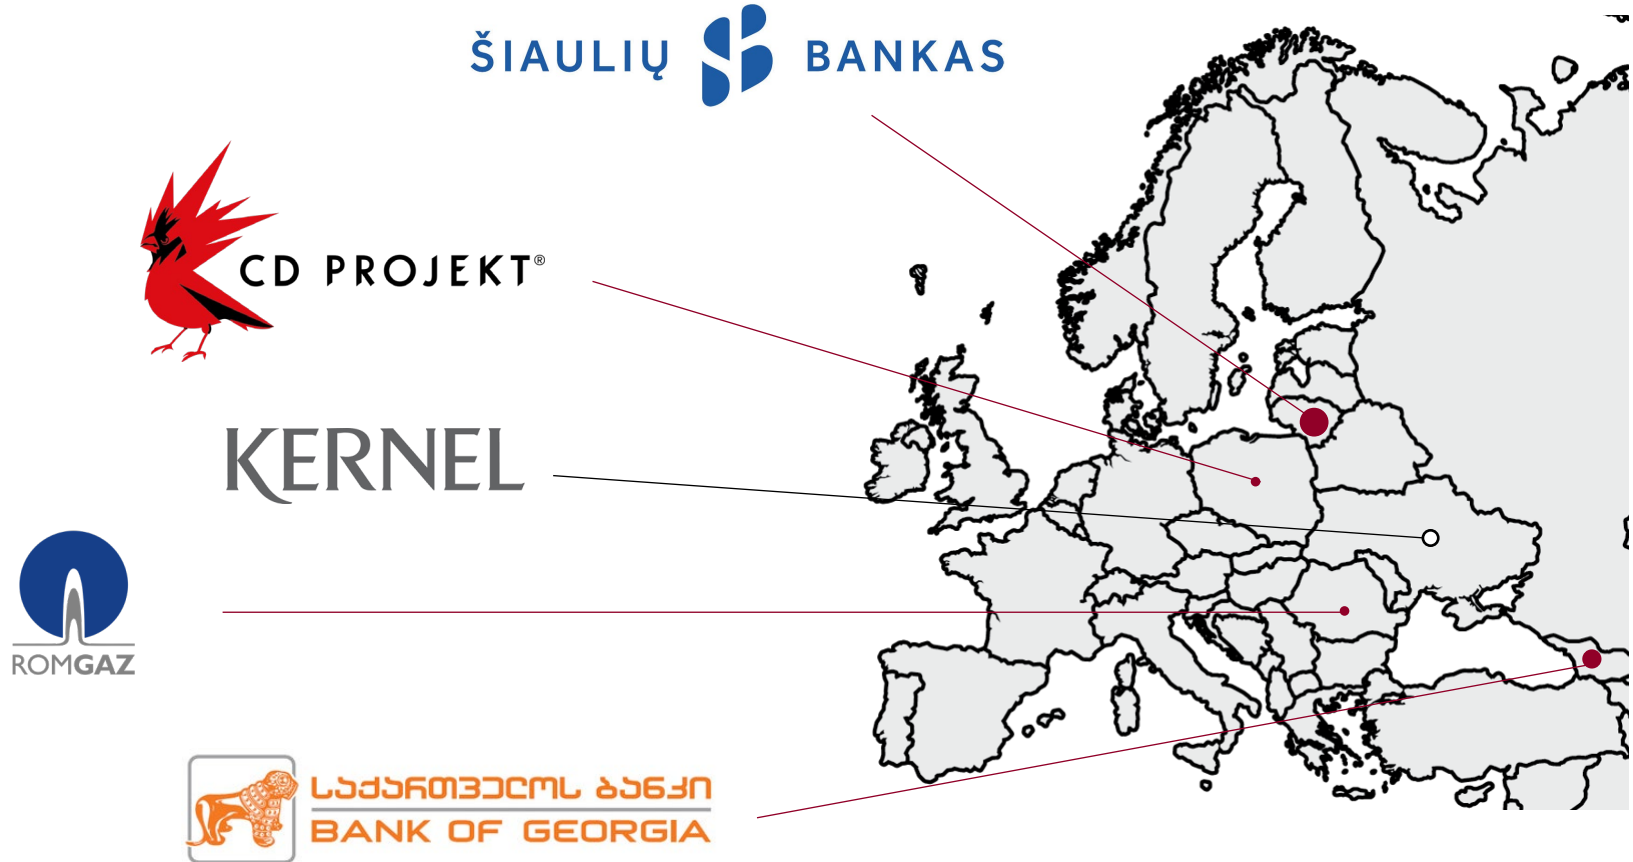 ŠIAULIŲ BANKAS
CD PROJEKT®
KERNEL
ROMGAZ
ᲡᲐᲥᲐᲠᲗᲕᲔᲚᲝᲡ ᲑᲐᲜᲙᲘ
BANK OF GEORGIA